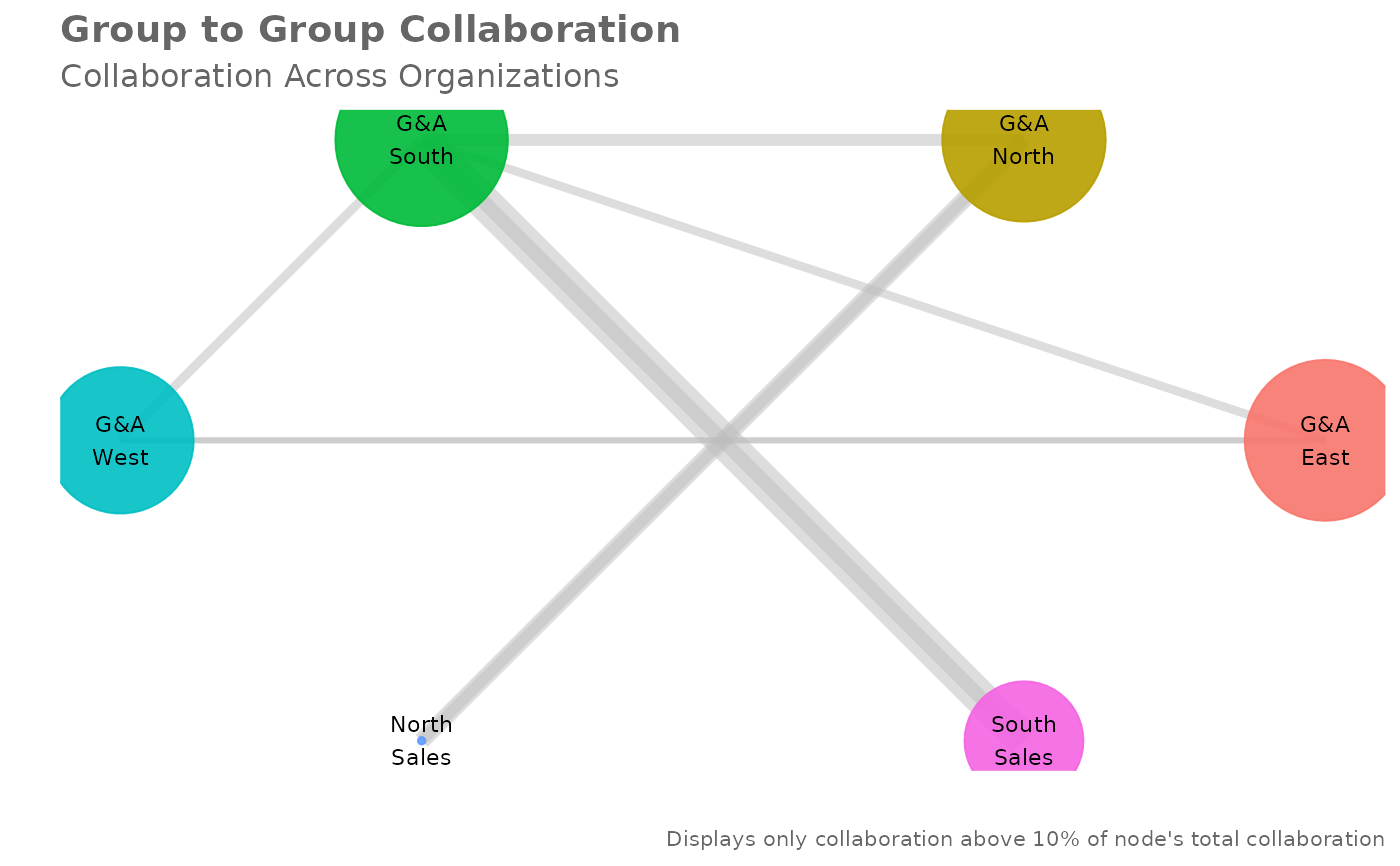 Group to Group Collaboration
Collaboration Across Organizations
G&A
South
G&A
North
G&A
West
G&A
East
North
Sales
South
Sales
Displays only collaboration above 10% of node's total collaboration